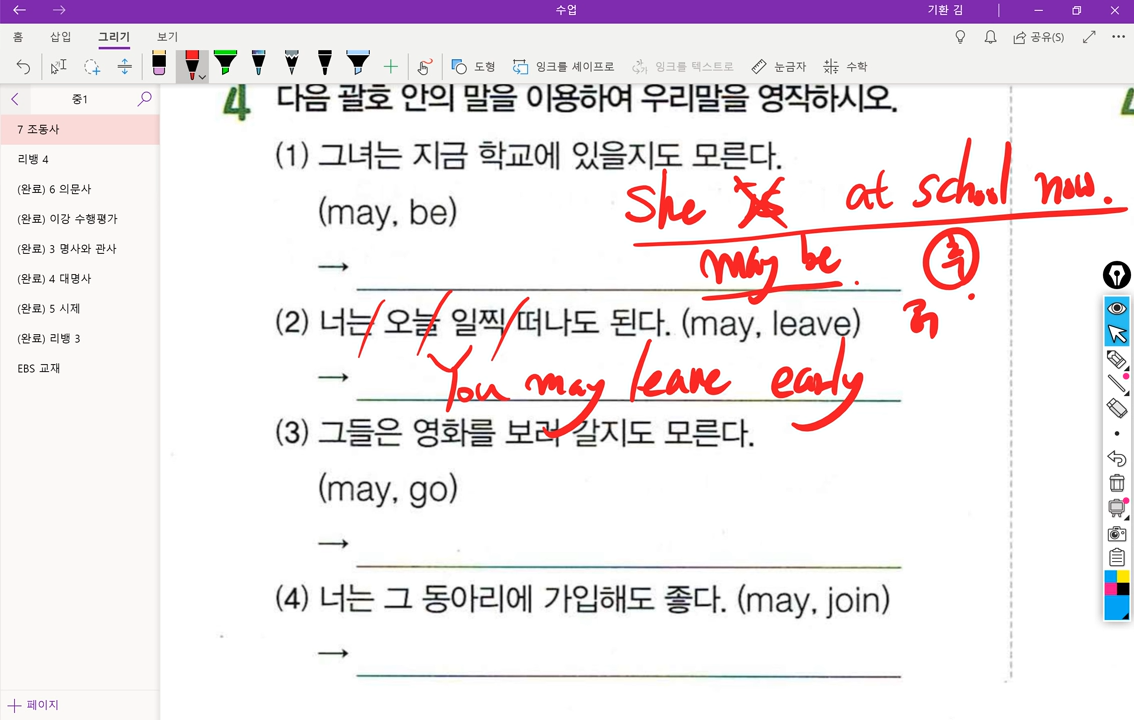 수업
기환 김
홈 삽입 그리기 보기
공유(S)
도형 잉크를 셰이프로 잉크를 텍스트로 눈금자 수학
중1
7 조동사
리뱅 4
(완료) 6 의문사
(완료) 이강 수행평가
(완료) 3 명사와 관사
(완료) 4 대명사
(완료) 5 시제
(완료) 리뱅 3
EBS 교재
페이지
4 다음 괄호 안의 말을 이용하여 우리말을 영작하시오.
(1) 그녀는 지금 학교에 있을지도 모른다.
(may, be)
She at school now.
may be.
추
→
(2) 너는 오늘 일찍 떠나도 된다. (may, leave)
→ You may leave early
(3) 그들은 영화를 보러 갈지도 모른다.
(may, go)
→
(4) 너는 그 동아리에 가입해도 좋다. (may, join)
→